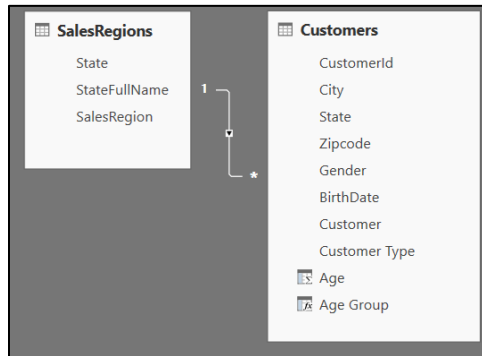 SalesRegions
State
StateFullName
SalesRegion
1
*
Customers
CustomerId
City
State
Zipcode
Gender
BirthDate
Customer
Customer Type
Age
Age Group